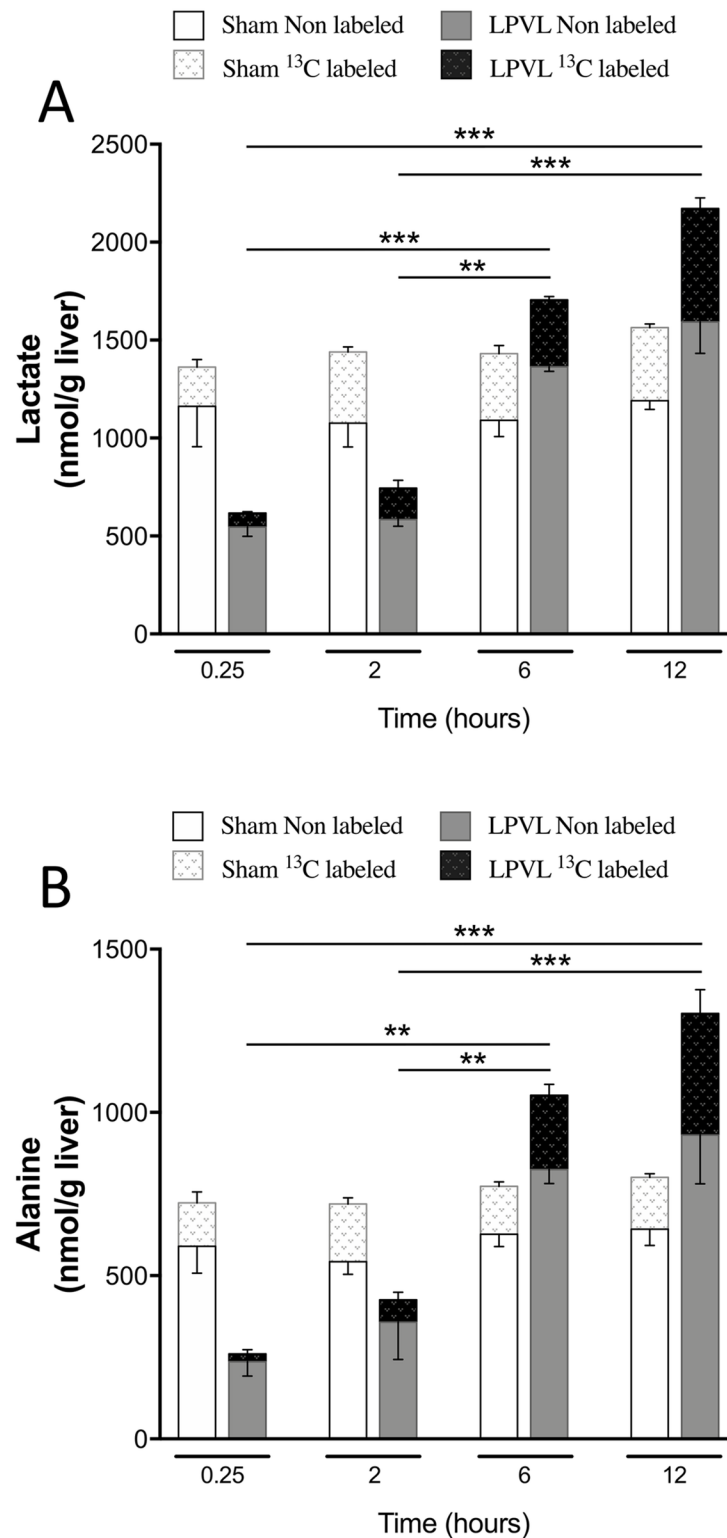 Sham Non labeled
LPVL Non labeled
Sham ¹³C labeled
LPVL ¹³C labeled
A
***
***
***
**
2500
2000
1500
1000
500
0
Lactate
(nmol/g liver)
0.25
2
6
12
Time (hours)
Sham Non labeled
LPVL Non labeled
Sham ¹³C labeled
LPVL ¹³C labeled
B
***
***
**
**
1500
1000
500
0
Alanine
(nmol/g liver)
0.25
2
6
12
Time (hours)